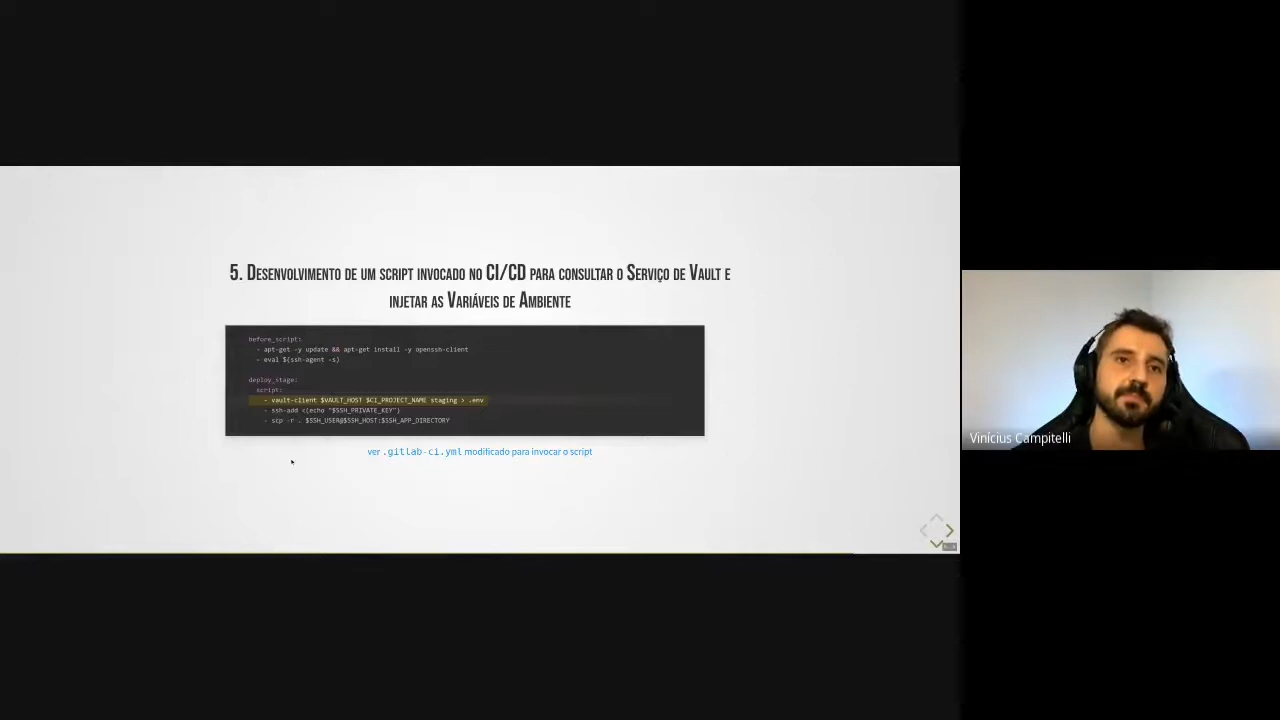 5. Desenvolvimento de um script invocado no CI/CD para consultar o Serviço de Vault e
injetar as Variáveis de Ambiente
before_script:
- apt-get -y update && apt-get install -y openssh-client
- eval $(ssh-agent -s)
deploy_stage:
script:
- vault-client $VAULT_HOST $CI_PROJECT_NAME staging > .env
- ssh-add <(echo "$SSH_PRIVATE_KEY")
- scp -r . $SSH_USER@$SSH_HOST:$SSH_APP_DIRECTORY
ver .gitlab-ci.yml modificado para invocar o script
Vinícius Campitelli